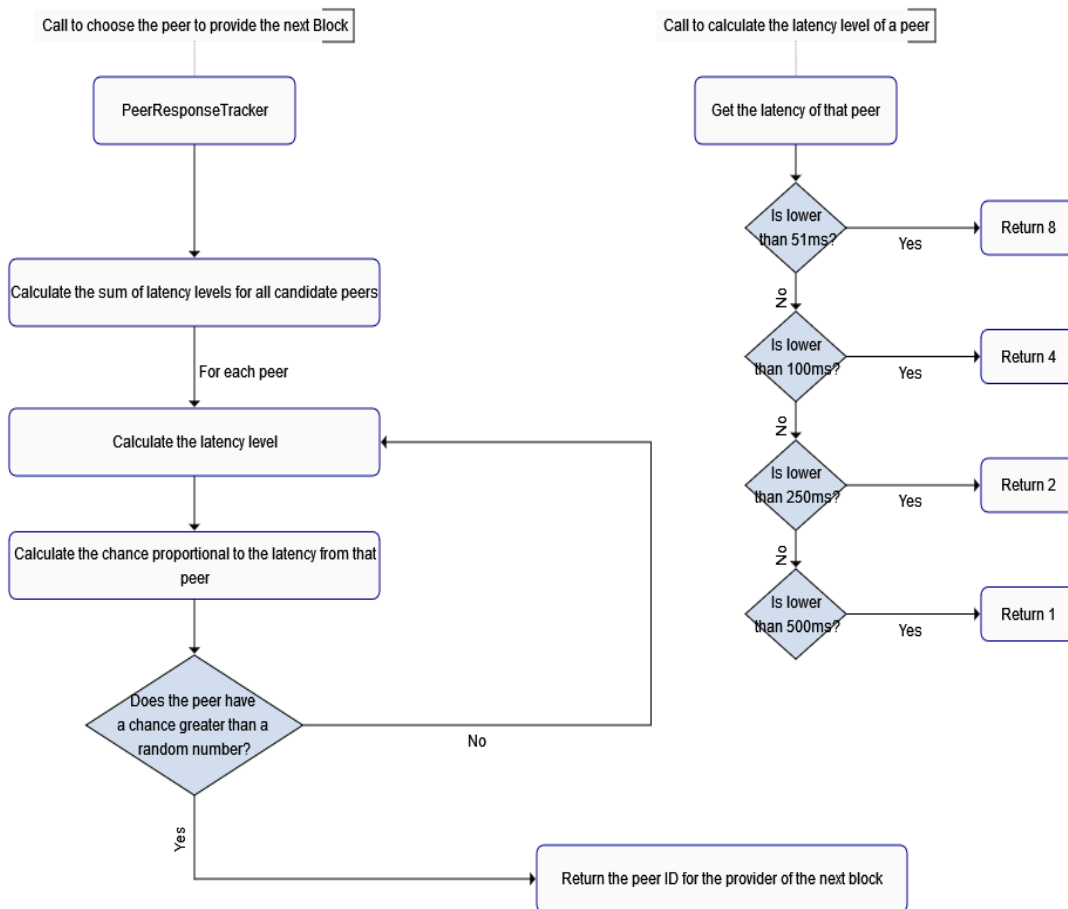 Call to choose the peer to provide the next Block
PeerResponseTracker
Calculate the sum of latency levels for all candidate peers
For each peer
Calculate the latency level
Calculate the chance proportional to the latency from that
peer
Does the peer have
a chance greater than a
random number?
No
Yes
Return the peer ID for the provider of the next block
Call to calculate the latency level of a peer
Get the latency of that peer
Is lower
than 51ms?
Yes
Return 8
No
Is lower
than 100ms?
Yes
Return 4
No
Is lower
than 250ms?
Yes
Return 2
No
Is lower
than 500ms?
Yes
Return 1